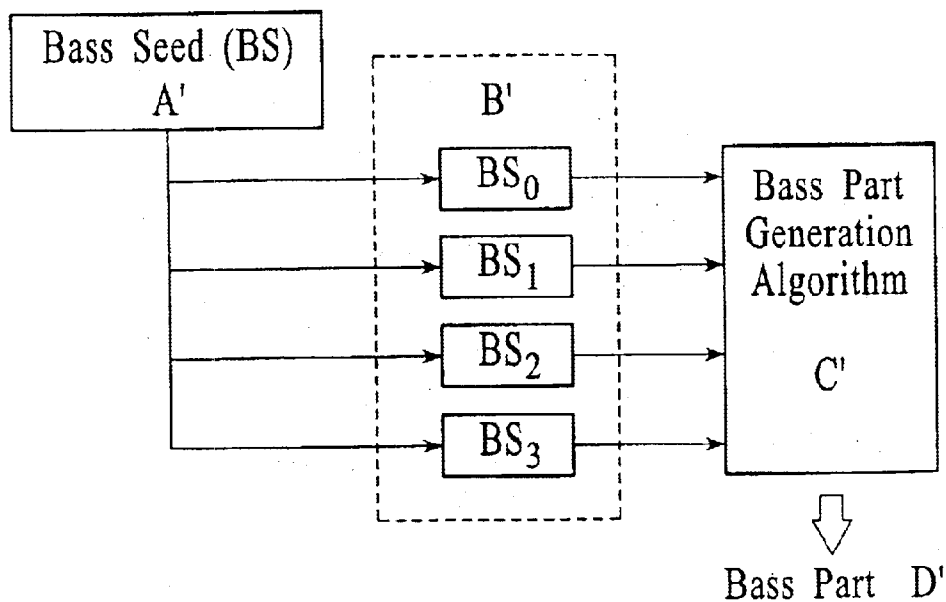 Bass Seed (BS)
A'
B'
BS0
BS1
BS2
BS3
Bass Part
Generation
Algorithm
C'
Bass Part D'